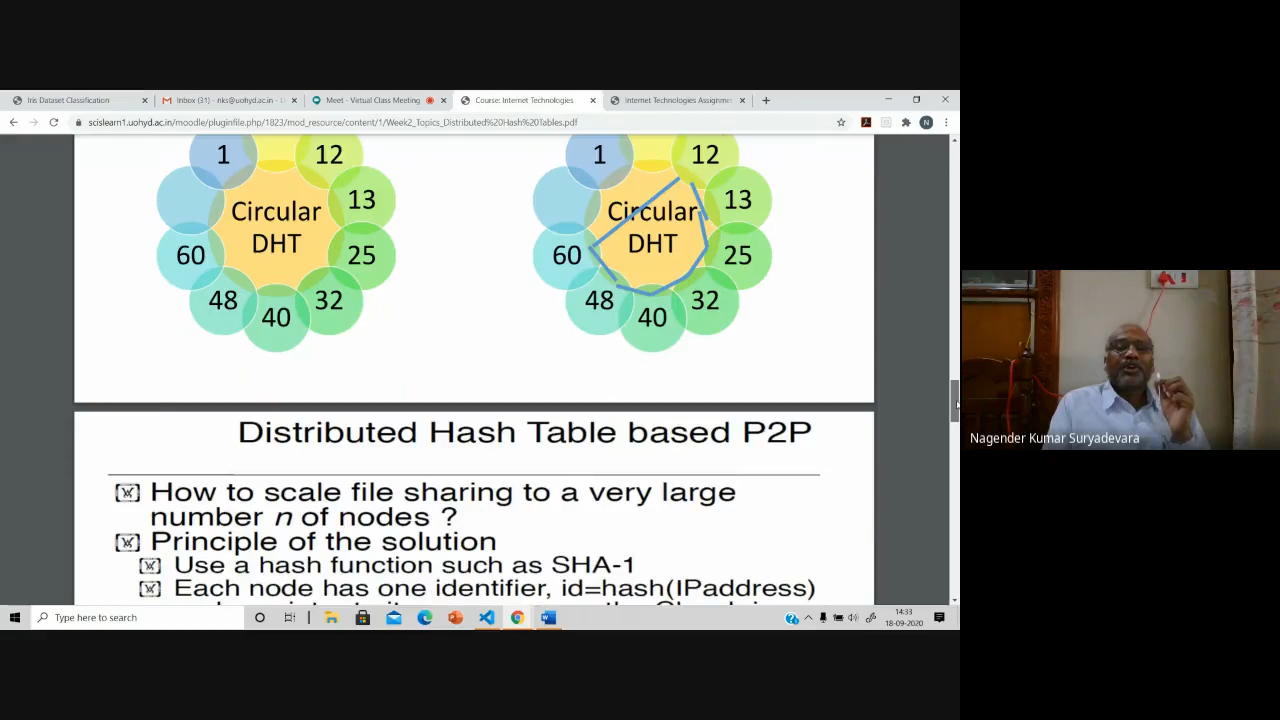 Iris Dataset Classification
Inbox (31) - nks@uohyd.ac.in - U
Meet - Virtual Class Meeting
Course: Internet Technologies
Internet Technologies Assignme
scislearn1.uohyd.ac.in/moodle/pluginfile.php/1823/mod_resource/content/1/Week2_Topics_Distributed%20Hash%20Tables.pdf
N
1 12
13
Circular
DHT
60 25
48 32
40
1 12
13
Circular
DHT
60 25
48 32
40
Distributed Hash Table based P2P
How to scale file sharing to a very large
number n of nodes ?
Principle of the solution
Use a hash function such as SHA-1
Each node has one identifier, id=hash(IPaddress)
Nagender Kumar Suryadevara
Type here to search
14:33
18-09-2020